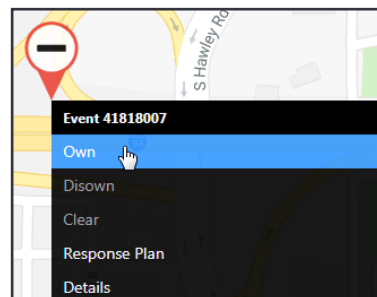 S Hawley Ro
Event 41818007
Own
Disown
Clear
Response Plan
Details